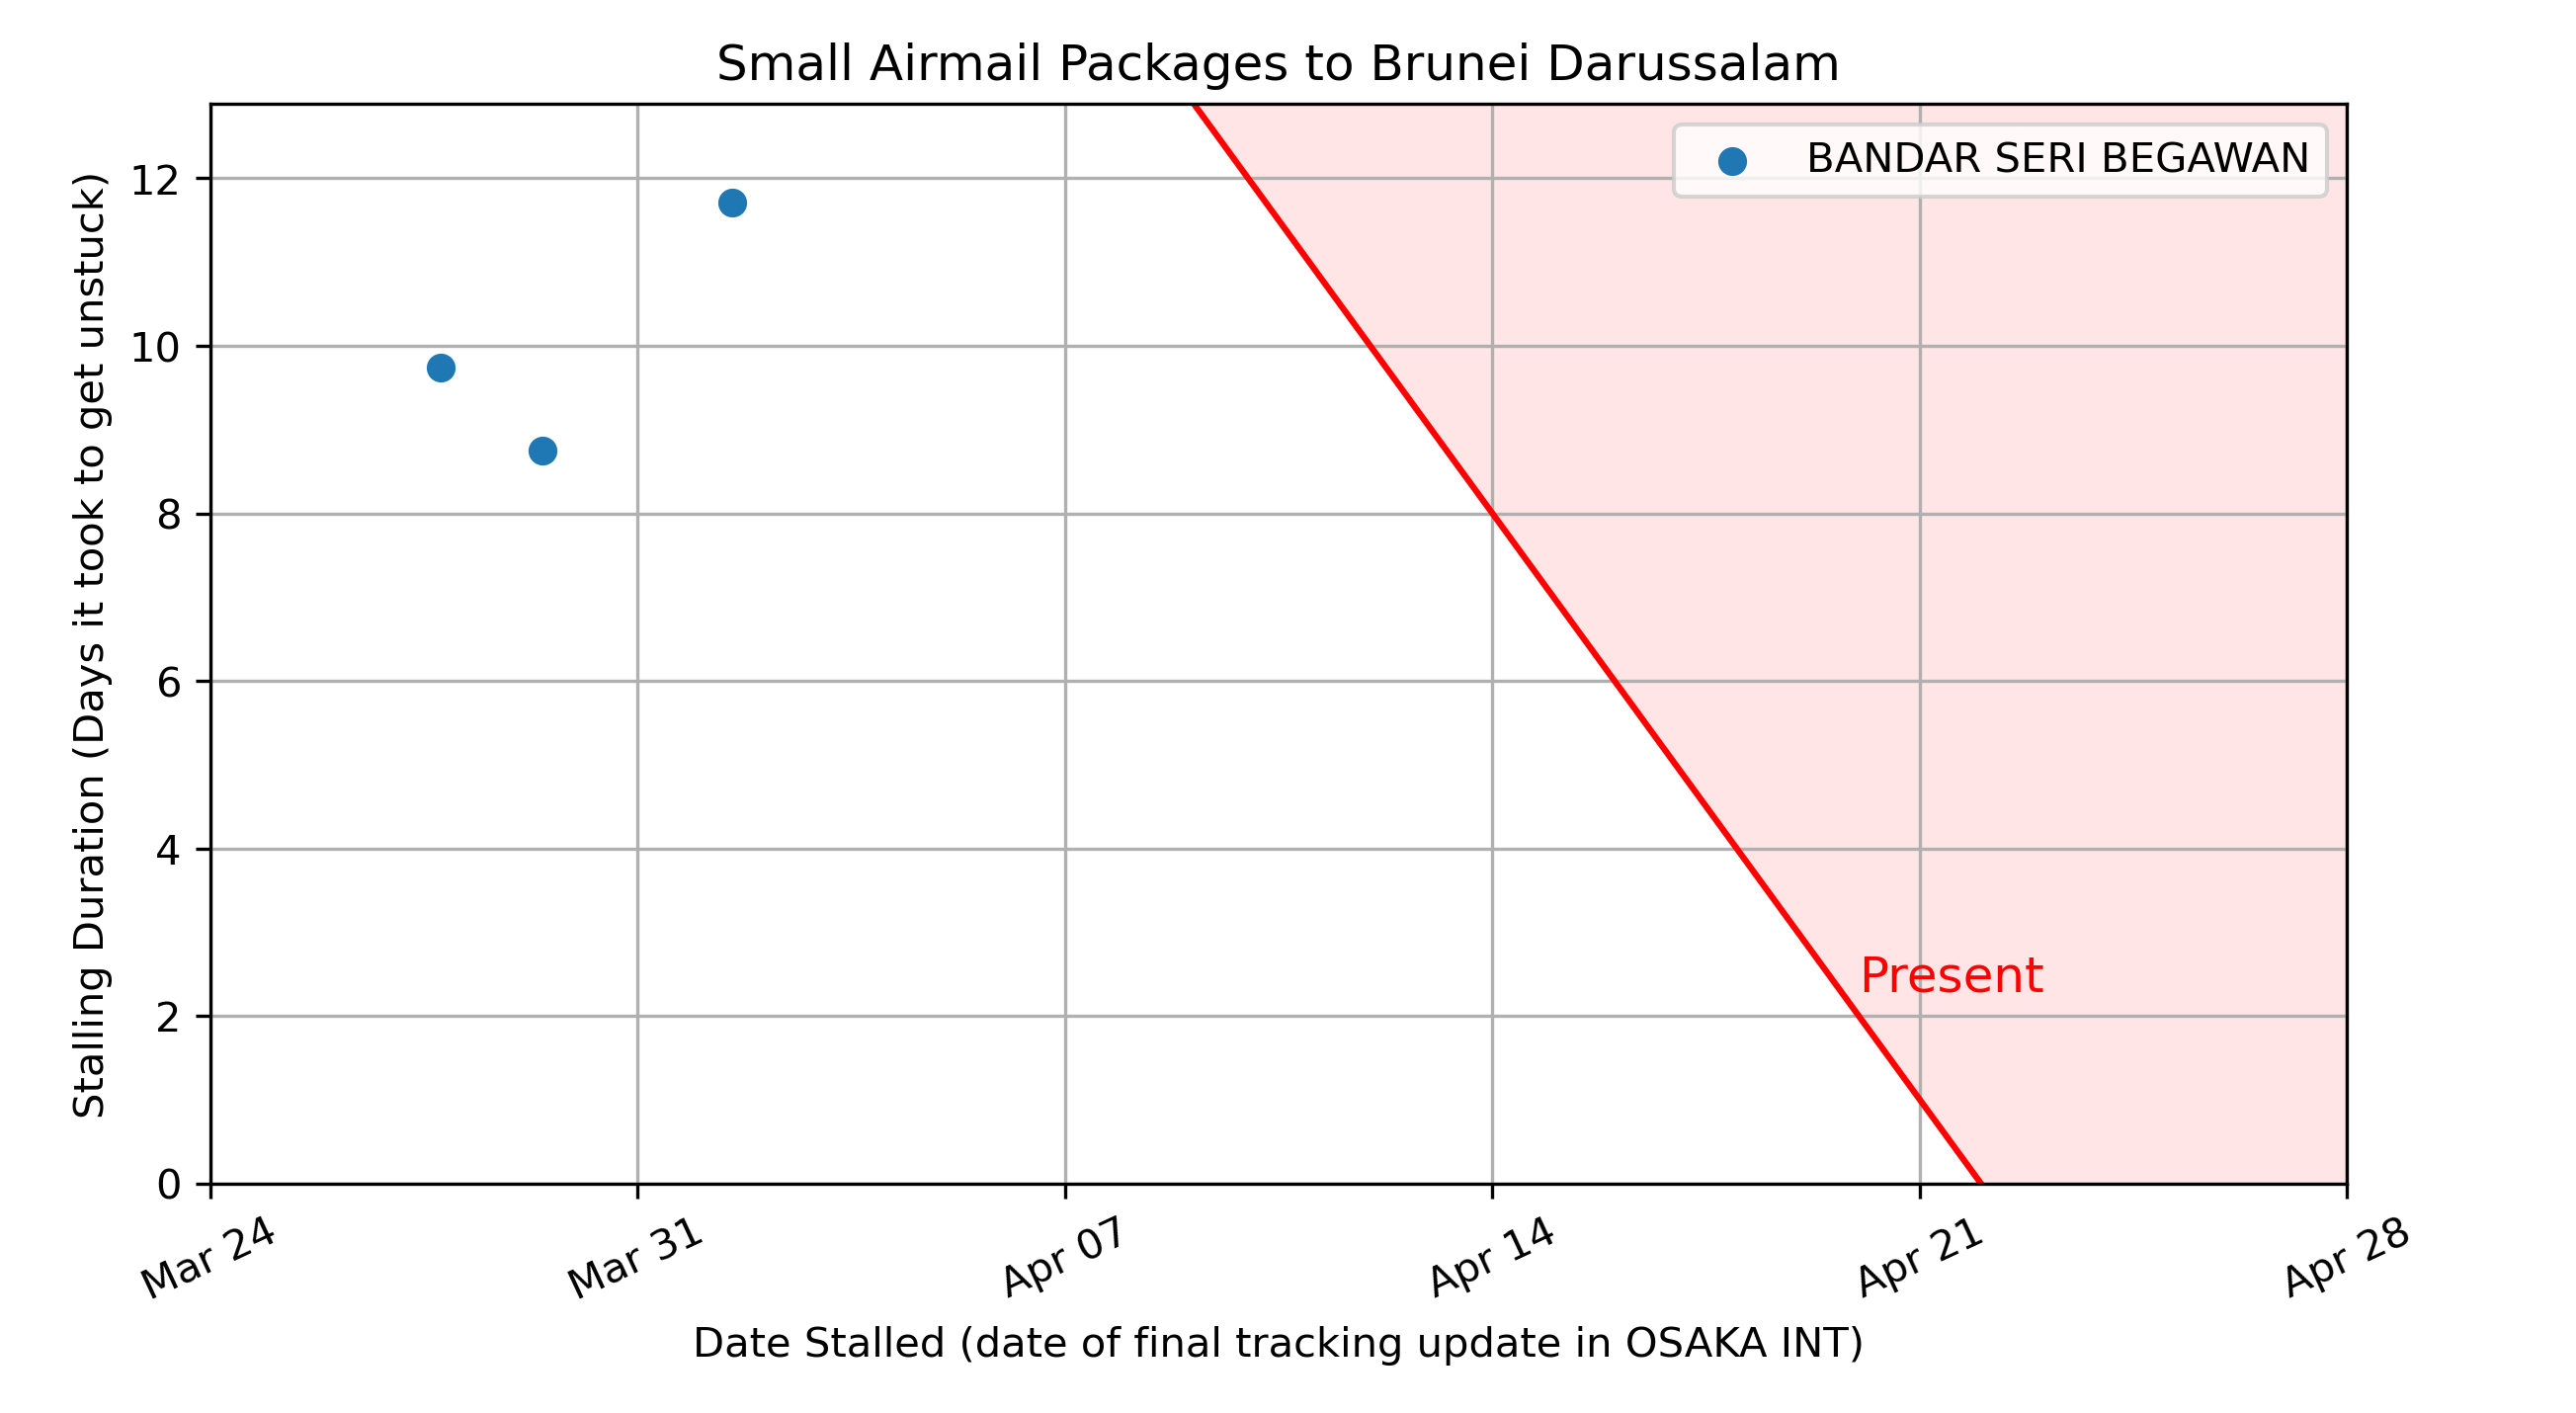 Small Airmail Packages to Brunei Darussalam
BANDAR SERI BEGAWAN
Stalling Duration (Days it took to get unstuck)
12
10
8
6
4
2
0
Present
Mar 24
Mar 31
Apr 07
Apr 14
Apr 21
Apr 28
Date Stalled (date of final tracking update in OSAKA INT)